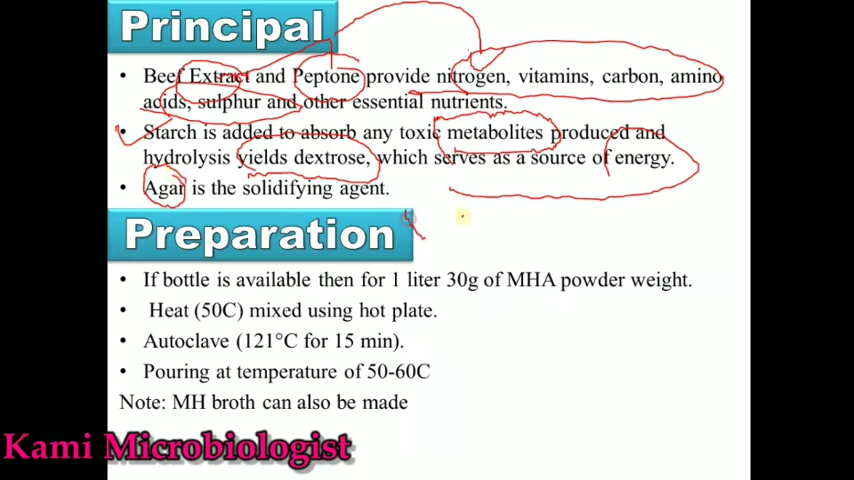 Principal
• Beef Extract and Peptone provide nitrogen, vitamins, carbon, amino
acids, sulphur and other essential nutrients.
• Starch is added to absorb any toxic metabolites produced and
hydrolysis yields dextrose, which serves as a source of energy.
• Agar is the solidifying agent.
Preparation
• If bottle is available then for 1 liter 30g of MHA powder weight.
• Heat (50C) mixed using hot plate.
• Autoclave (121°C for 15 min).
• Pouring at temperature of 50-60C
Note: MH broth can also be made
Kami Microbiologist